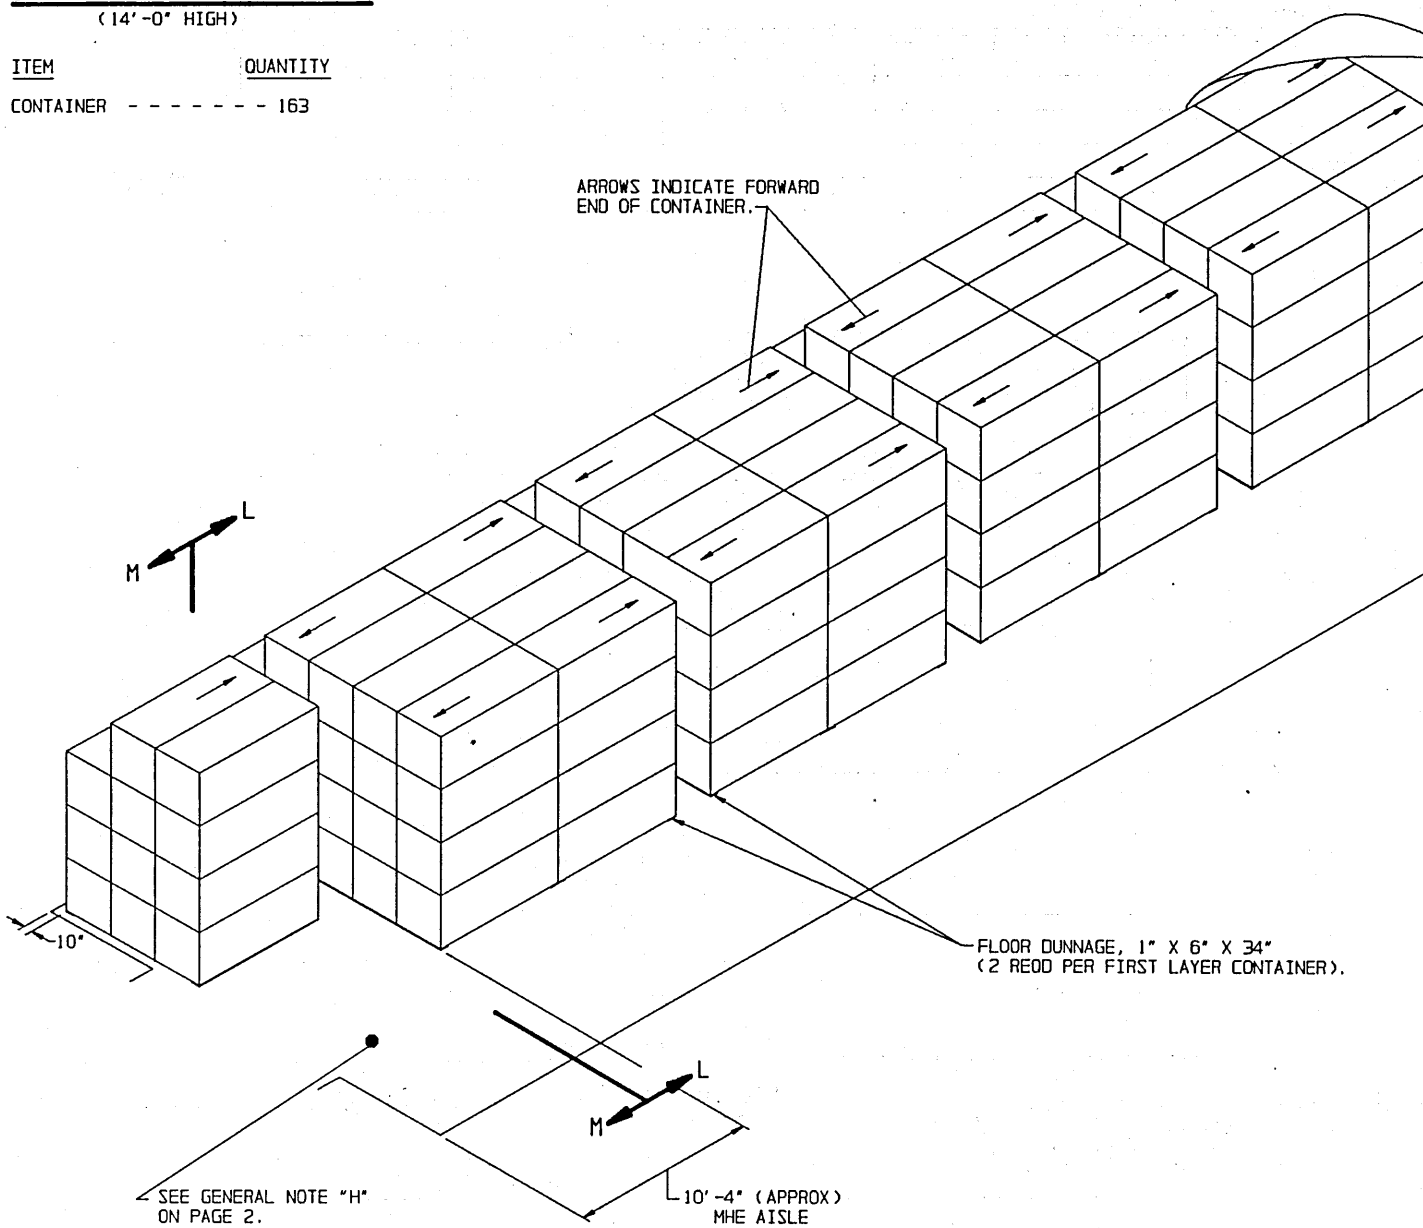 (14'-0" HIGH)
ITEM QUANTITY
CONTAINER - - - - - - - 163
ARROWS INDICATE FORWARD
END OF CONTAINER.
L
M
10"
FLOOR DUNNAGE, 1" X 6" X 34"
(2 REQD PER FIRST LAYER CONTAINER).
L
M
SEE GENERAL NOTE "H"
ON PAGE 2.
10'-4" (APPROX)
MHE AISLE